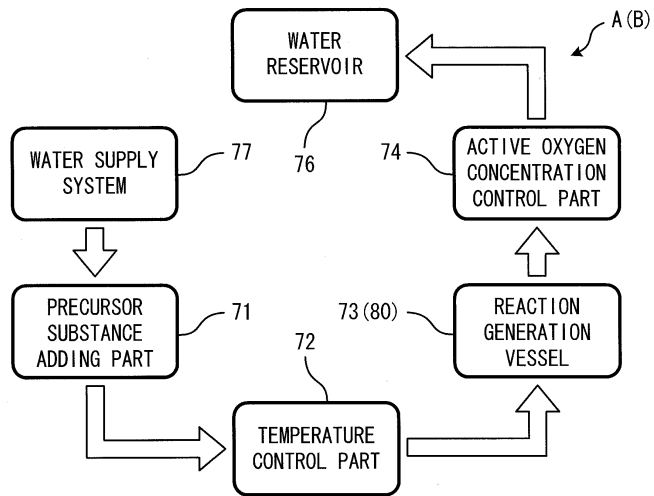 WATER
RESERVOIR
A(B)
76
WATER SUPPLY
SYSTEM
77
74
ACTIVE OXYGEN
CONCENTRATION
CONTROL PART
PRECURSOR
SUBSTANCE
ADDING PART
71
73(80)
REACTION
GENERATION
VESSEL
72
TEMPERATURE
CONTROL PART